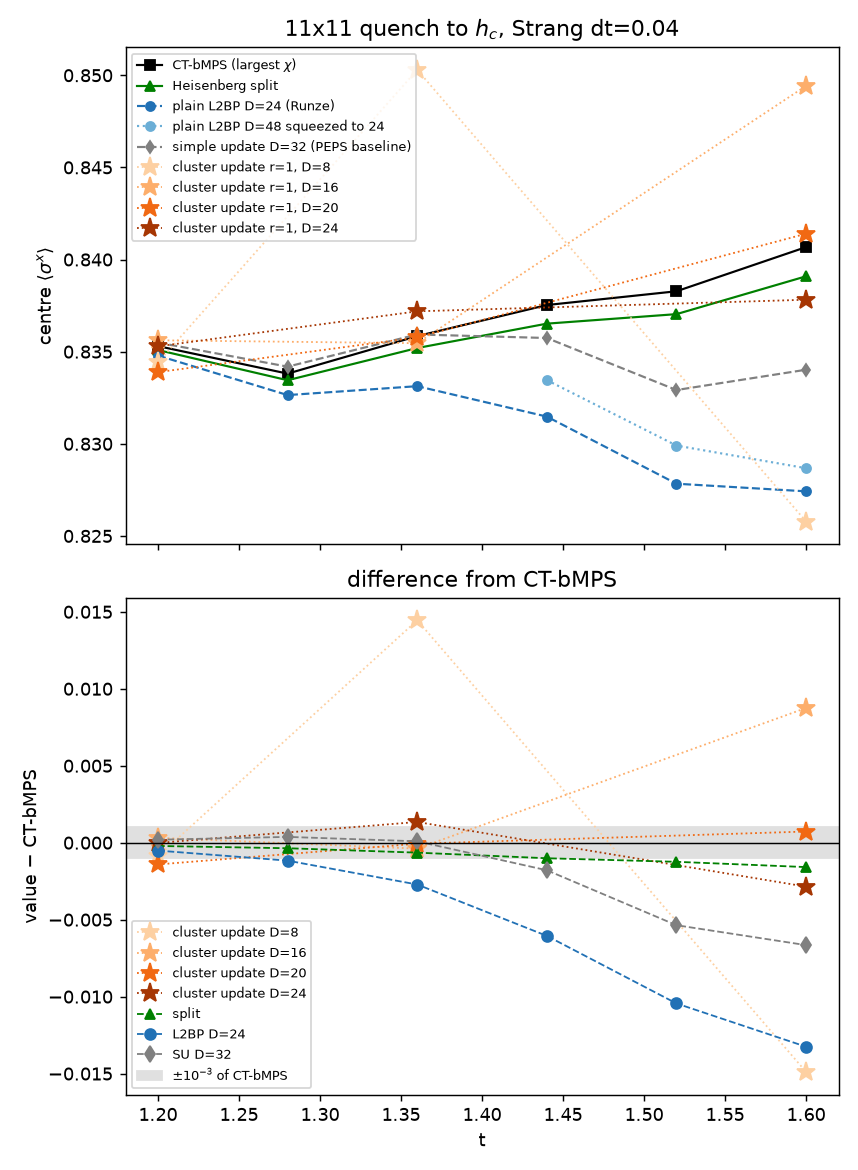 11x11 quench to h_c, Strang dt=0.04
CT-bMPS (largest χ)
Heisenberg split
plain L2BP D=24 (Runze)
plain L2BP D=48 squeezed to 24
simple update D=32 (PEPS baseline)
cluster update r=1, D=8
cluster update r=1, D=16
cluster update r=1, D=20
cluster update r=1, D=24
0.850
0.845
0.840
0.835
0.830
0.825
centre ⟨σˣ⟩
difference from CT-bMPS
0.015
0.010
0.005
0.000
−0.005
−0.010
−0.015
value − CT-bMPS
cluster update D=8
cluster update D=16
cluster update D=20
cluster update D=24
split
L2BP D=24
SU D=32
±10⁻³ of CT-bMPS
1.20 1.25 1.30 1.35 1.40 1.45 1.50 1.55 1.60
t